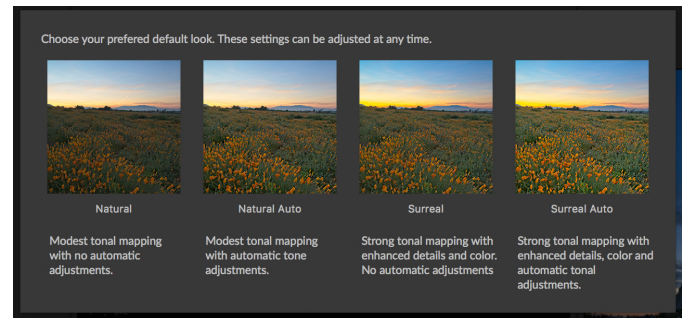 Choose your prefered default look. These settings can be adjusted at any time.
Natural
Natural Auto
Surreal
Surreal Auto
Modest tonal mapping
with no automatic
adjustments.
Modest tonal mapping
with automatic tone
adjustments.
Strong tonal mapping with
enhanced details and color.
No automatic adjustments
Strong tonal mapping with
enhanced details, color and
automatic tonal
adjustments.